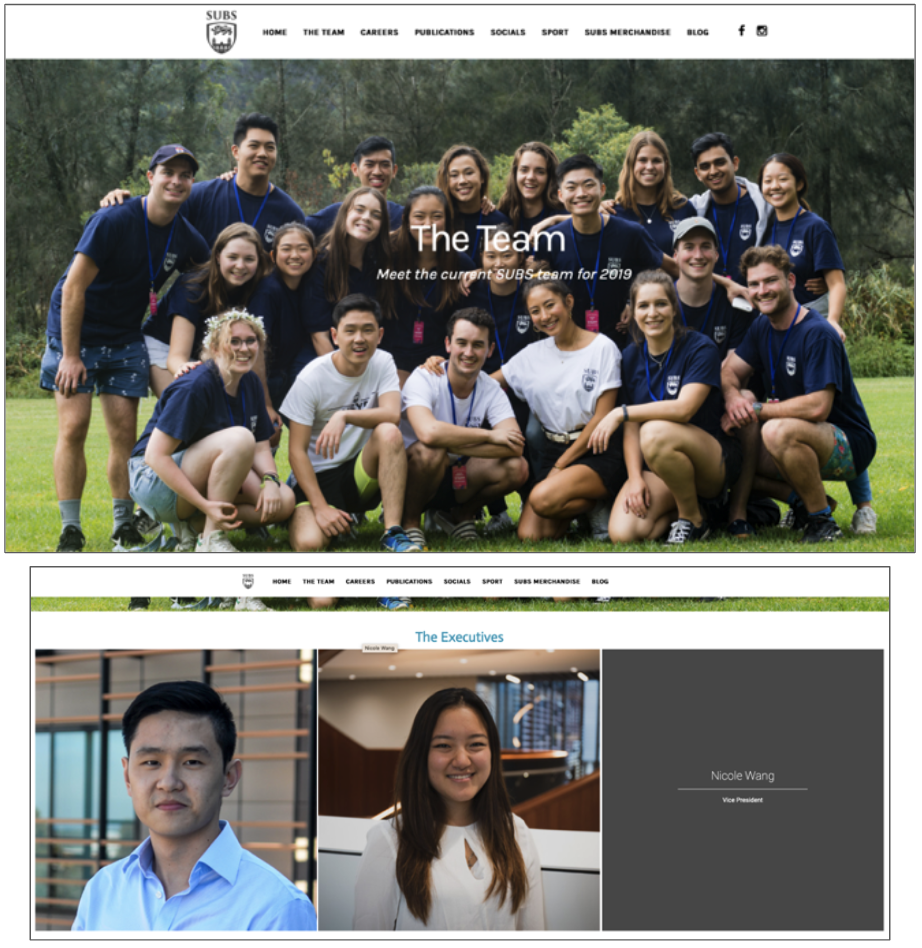 SUBS
HOME THE TEAM CAREERS PUBLICATIONS SOCIALS SPORT SUBS MERCHANDISE BLOG
The Team
Meet the current SUBS team for 2019
SUBS
HOME THE TEAM CAREERS PUBLICATIONS SOCIALS SPORT SUBS MERCHANDISE BLOG
The Executives
Nicole Wang
Nicole Wang
Vice President